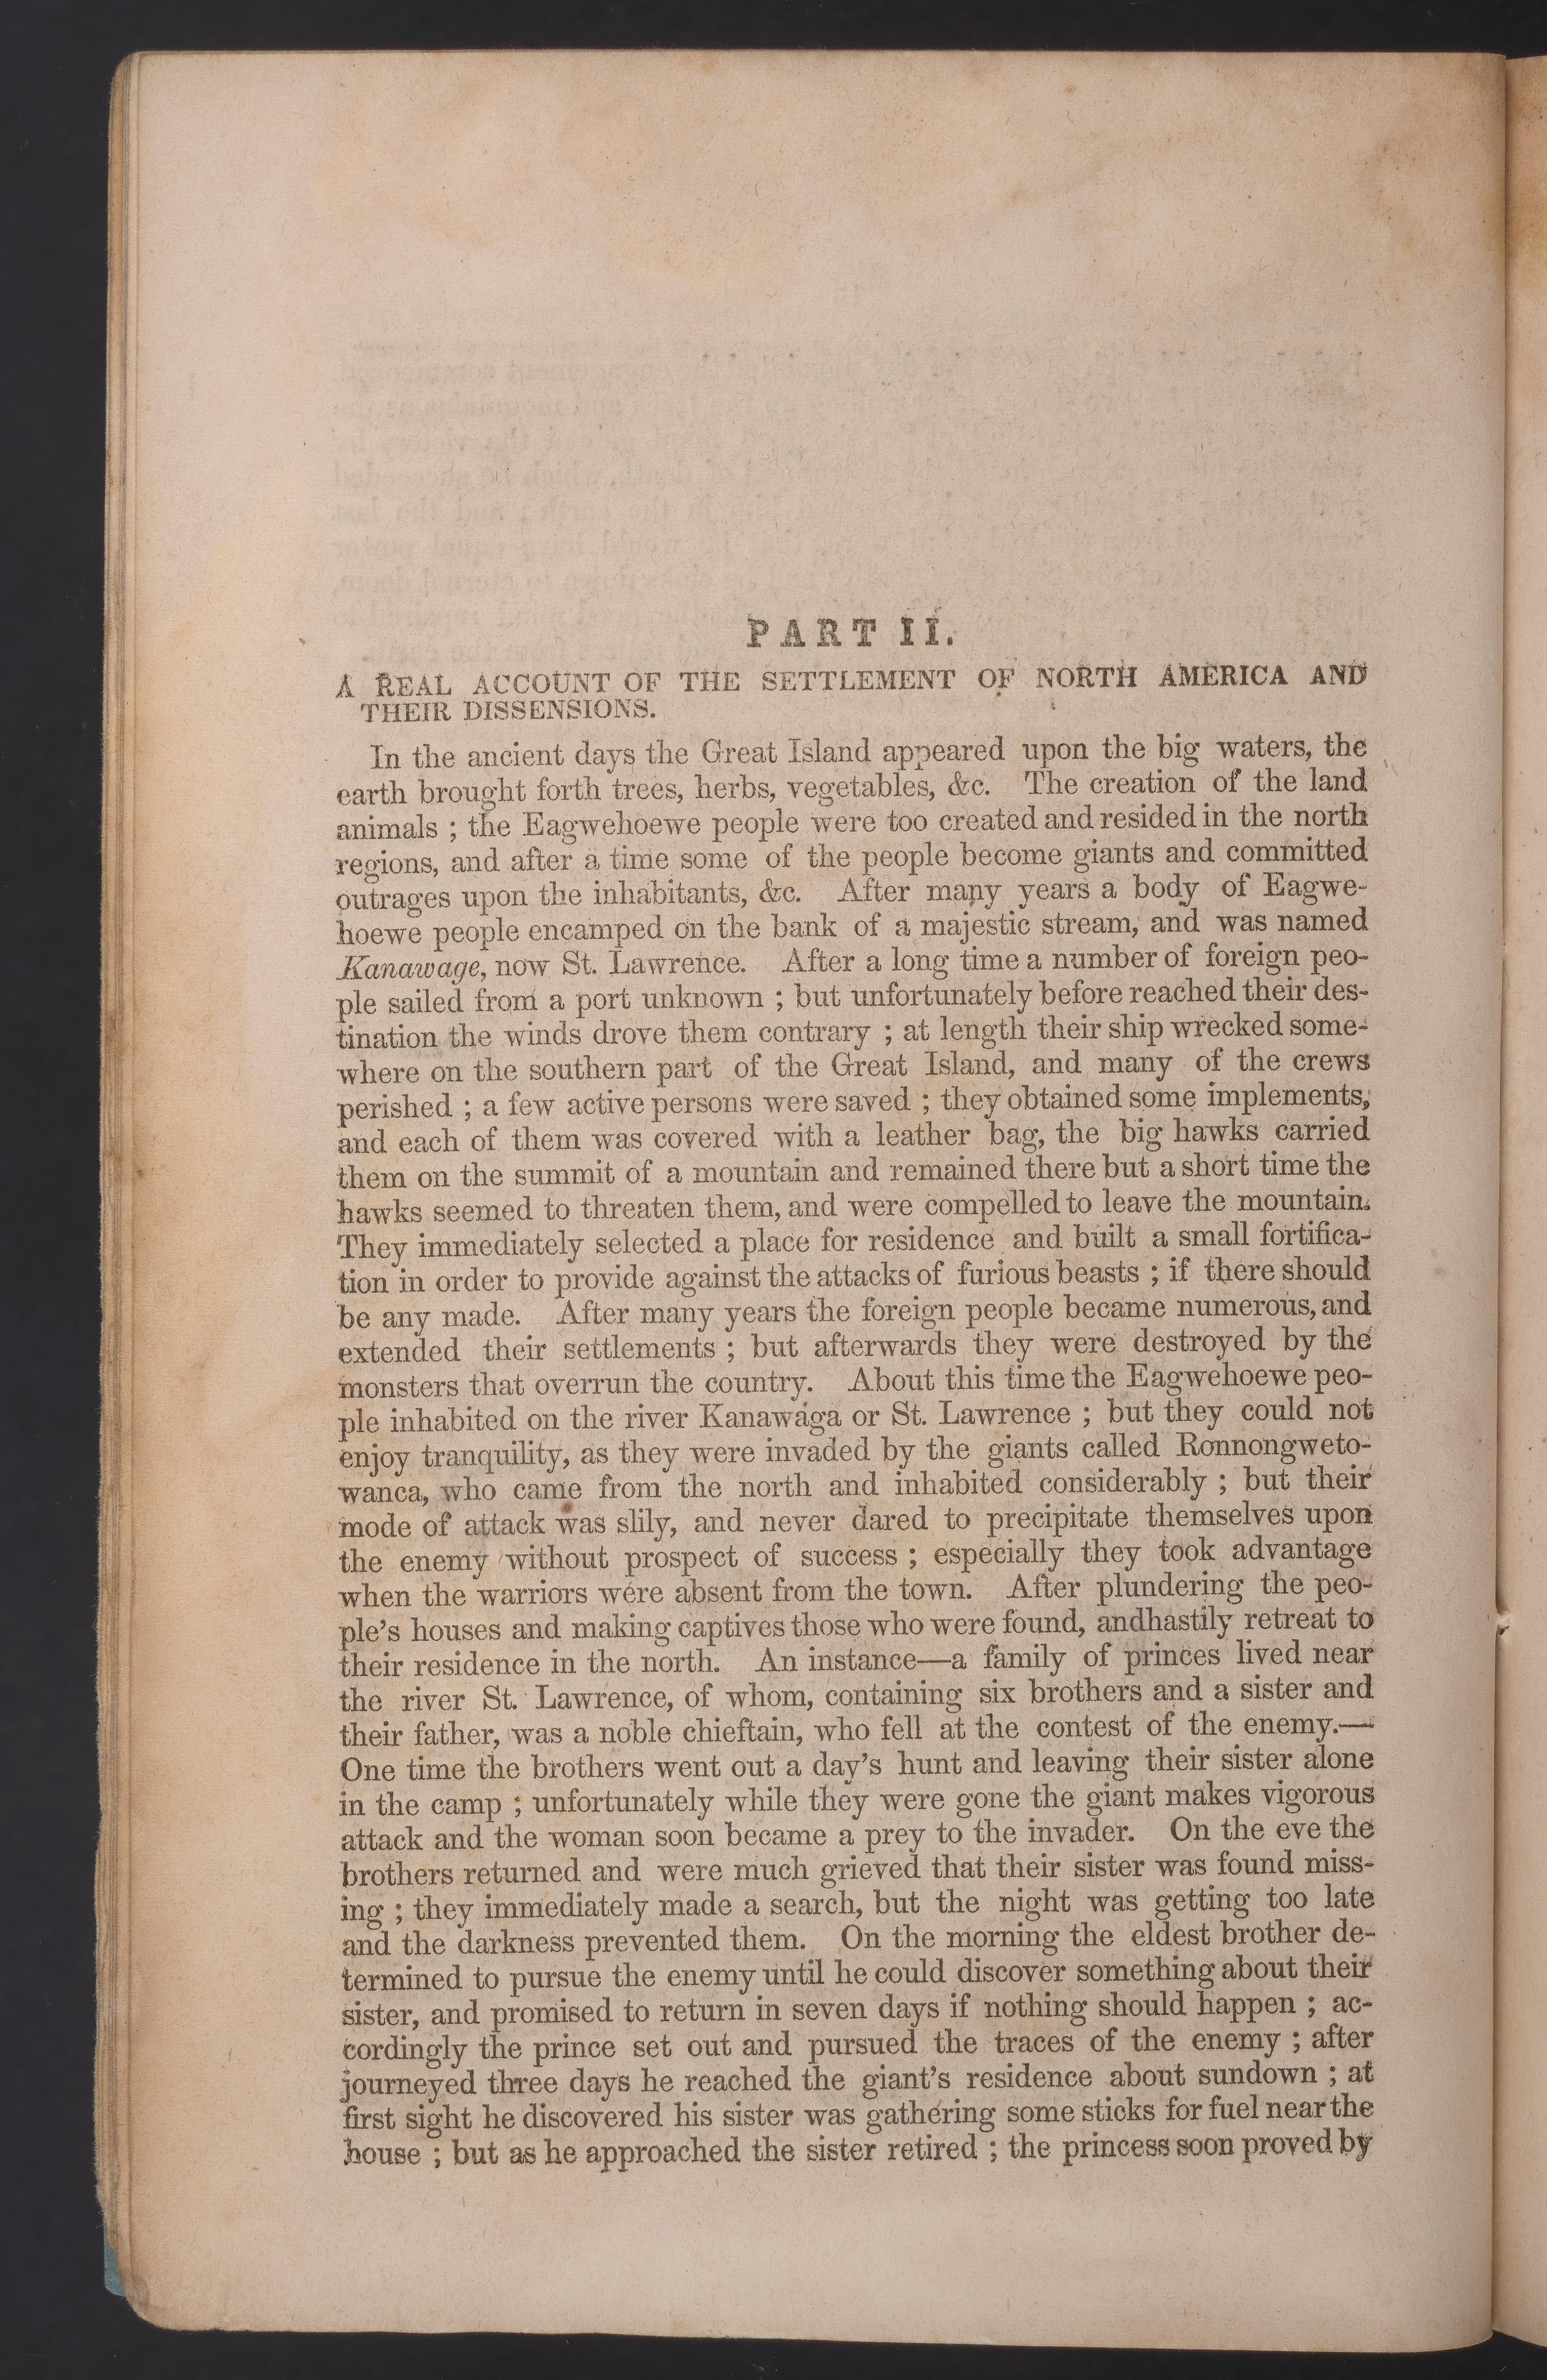 PART II.
A REAL ACCOUNT OF THE SETTLEMENT OF NORTH AMERICA AND
THEIR DISSENSIONS.
In the ancient days the Great Island appeared upon the big waters, the
earth brought forth trees, herbs, vegetables, &c. The creation of the land
animals ; the Eagwehoewe people were too created and resided in the north
regions, and after a time some of the people become giants and committed
outrages upon the inhabitants, &c. After many years a body of Eagwe-
hoewe people encamped on the bank of a majestic stream, and was named
Kanawage, now St. Lawrence. After a long time a number of foreign peo-
ple sailed from a port unknown ; but unfortunately before reached their des-
tination the winds drove them contrary ; at length their ship wrecked some-
where on the southern part of the Great Island, and many of the crews
perished ; a few active persons were saved ; they obtained some implements,
and each of them was covered with a leather bag, the big hawks carried
them on the summit of a mountain and remained there but a short time the
hawks seemed to threaten them, and were compelled to leave the mountain.
They immediately selected a place for residence and built a small fortifica-
tion in order to provide against the attacks of furious beasts ; if there should
be any made. After many years the foreign people became numerous, and
extended their settlements ; but afterwards they were destroyed by the
monsters that overrun the country. About this time the Eagwehoewe peo-
ple inhabited on the river Kanawaga or St. Lawrence ; but they could not
enjoy tranquility, as they were invaded by the giants called Ronnongweto-
wanca, who came from the north and inhabited considerably ; but their
mode of attack was slily, and never dared to precipitate themselves upon
the enemy without prospect of success ; especially they took advantage
when the warriors were absent from the town. After plundering the peo-
ple's houses and making captives those who were found, andhastily retreat to
their residence in the north. An instance—a family of princes lived near
the river St. Lawrence, of whom, containing six brothers and a sister and
their father, was a noble chieftain, who fell at the contest of the enemy.—
One time the brothers went out a day's hunt and leaving their sister alone
in the camp ; unfortunately while they were gone the giant makes vigorous
attack and the woman soon became a prey to the invader. On the eve the
brothers returned and were much grieved that their sister was found miss-
ing ; they immediately made a search, but the night was getting too late
and the darkness prevented them. On the morning the eldest brother de-
termined to pursue the enemy until he could discover something about their
sister, and promised to return in seven days if nothing should happen ; ac-
cordingly the prince set out and pursued the traces of the enemy ; after
journeyed three days he reached the giant's residence about sundown ; at
first sight he discovered his sister was gathering some sticks for fuel near the
house ; but as he approached the sister retired ; the princess soon proved by